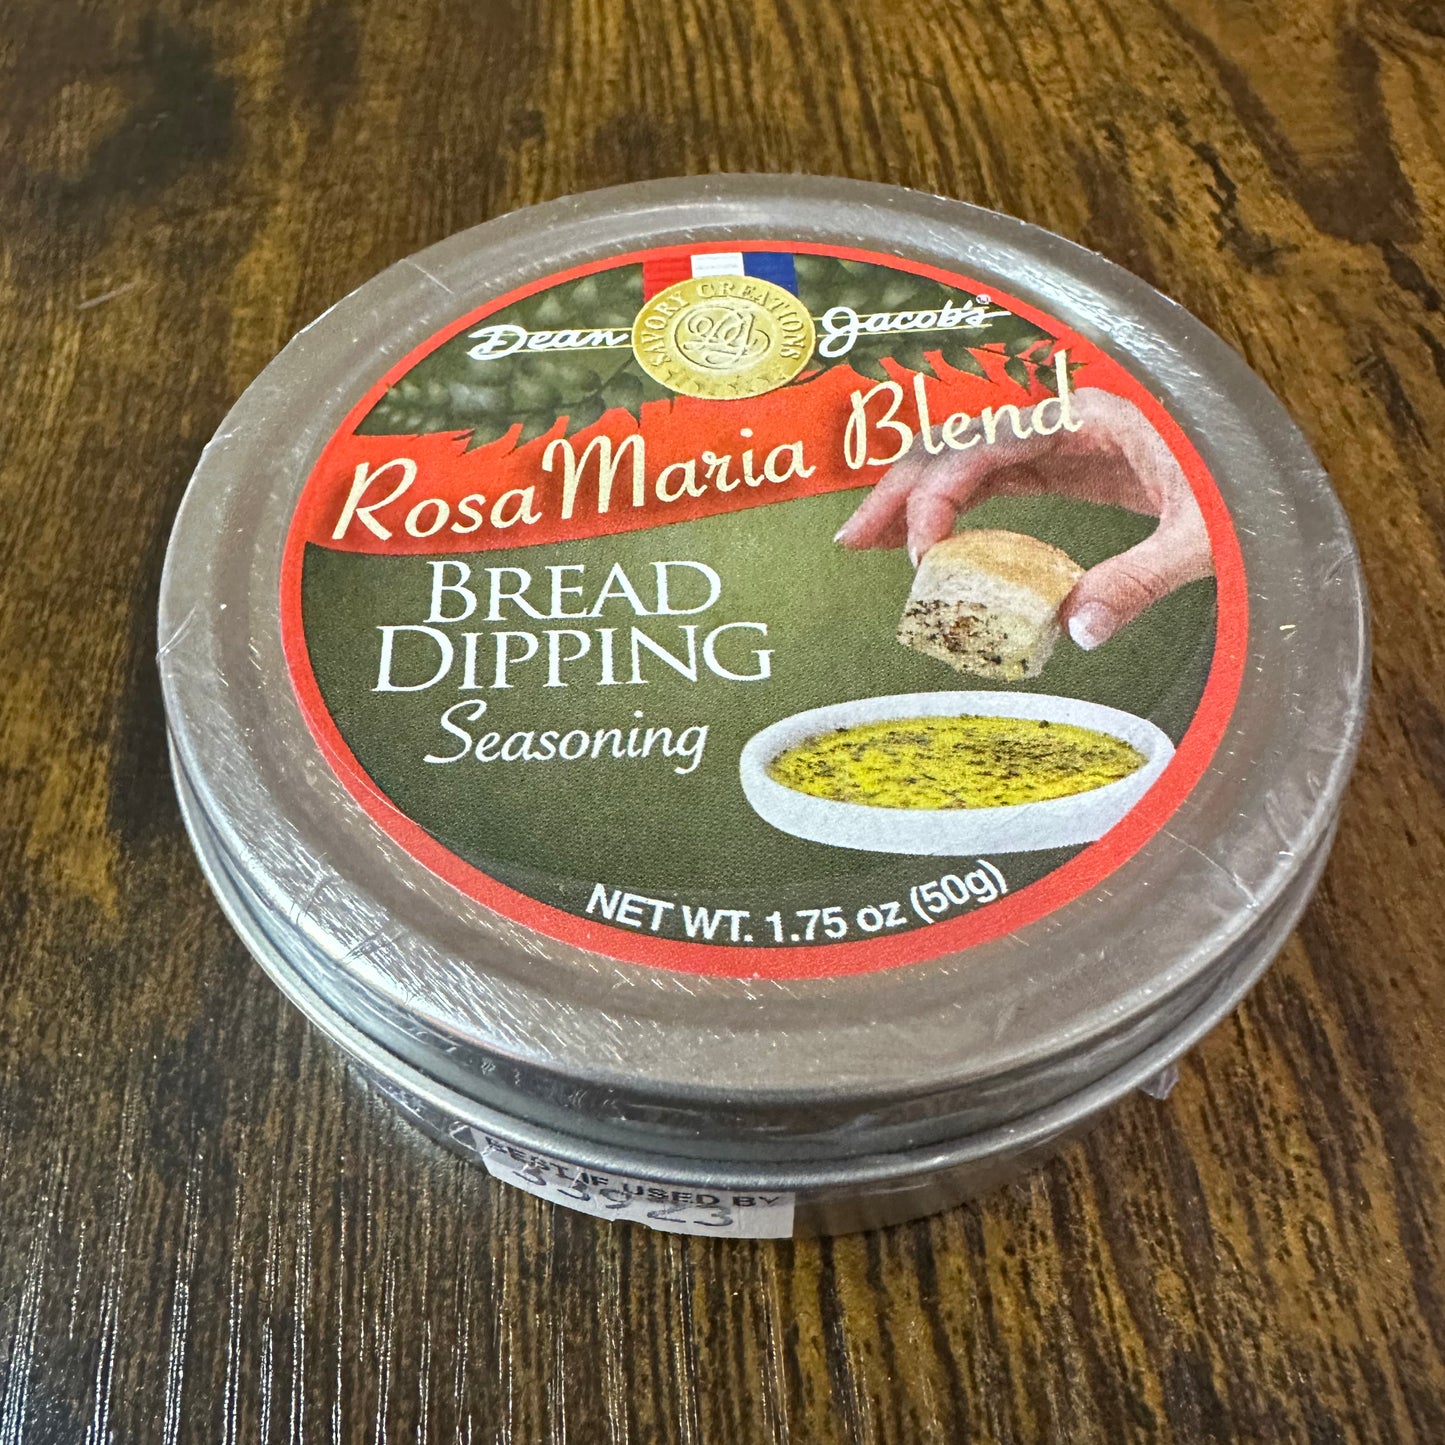 Dean Jacob's®
SAVORY CREATIONS
Rosa Maria Blend
BREAD
DIPPING
Seasoning
NET WT. 1.75 oz (50g)
BEST IF USED BY